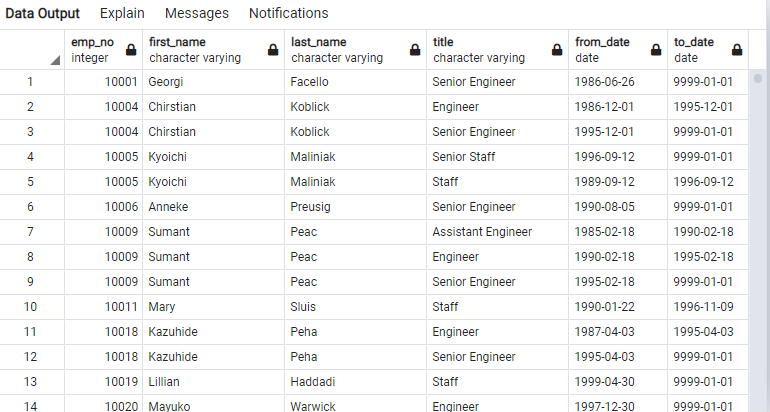 Data Output Explain Messages Notifications
emp_no first_name last_name title from_date to_date
integer character varying character varying character varying date date
1 10001 Georgi Facello Senior Engineer 1986-06-26 9999-01-01
2 10004 Chirstian Koblick Engineer 1986-12-01 1995-12-01
3 10004 Chirstian Koblick Senior Engineer 1995-12-01 9999-01-01
4 10005 Kyoichi Maliniak Senior Staff 1996-09-12 9999-01-01
5 10005 Kyoichi Maliniak Staff 1989-09-12 1996-09-12
6 10006 Anneke Preusig Senior Engineer 1990-08-05 9999-01-01
7 10009 Sumant Peac Assistant Engineer 1985-02-18 1990-02-18
8 10009 Sumant Peac Engineer 1990-02-18 1995-02-18
9 10009 Sumant Peac Senior Engineer 1995-02-18 9999-01-01
10 10011 Mary Sluis Staff 1990-01-22 1996-11-09
11 10018 Kazuhide Peha Engineer 1987-04-03 1995-04-03
12 10018 Kazuhide Peha Senior Engineer 1995-04-03 9999-01-01
13 10019 Lillian Haddadi Staff 1999-04-30 9999-01-01
14 10020 Mayuko Warwick Engineer 1997-12-30 9999-01-01